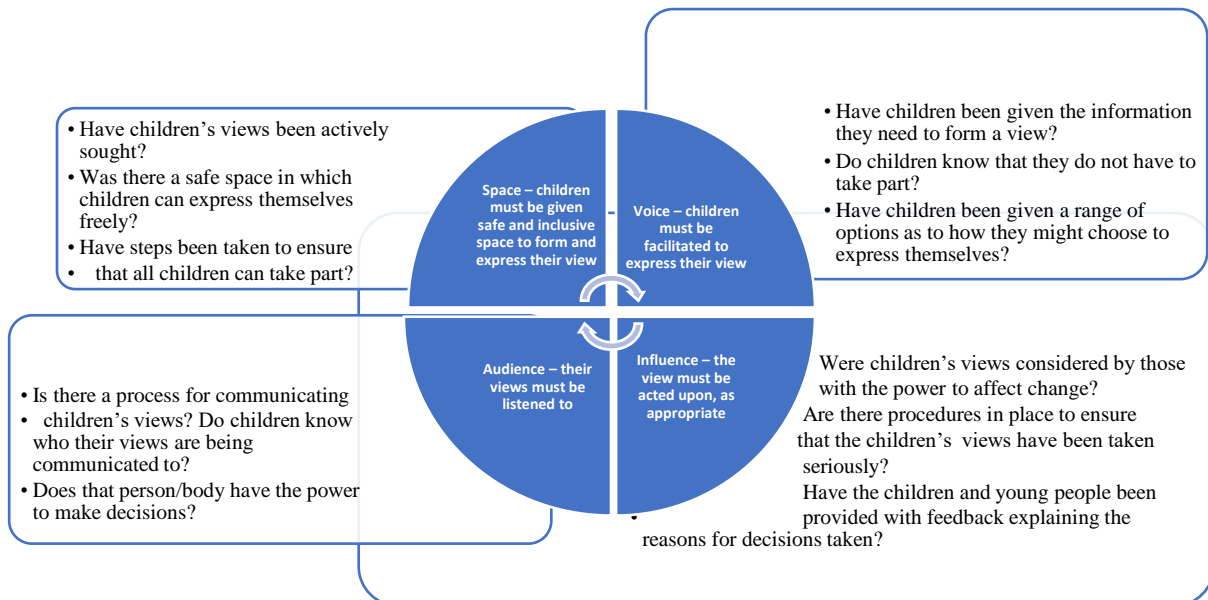 • Have children’s views been actively
sought?
• Was there a safe space in which
children can express themselves
freely?
• Have steps been taken to ensure
• that all children can take part?
Space – children
must be given
safe and inclusive
space to form and
express their view
Voice – children
must be
facilitated to
express their view
• Have children been given the information
they need to form a view?
• Do children know that they do not have to
take part?
• Have children been given a range of
options as to how they might choose to
express themselves?
• Is there a process for communicating
• children’s views? Do children know
who their views are being
communicated to?
• Does that person/body have the power
to make decisions?
Audience – their
views must be
listened to
Influence – the
view must be
acted upon, as
appropriate
Were children’s views considered by those
with the power to affect change?
Are there procedures in place to ensure
that the children’s views have been taken
seriously?
Have the children and young people been
provided with feedback explaining the
• reasons for decisions taken?